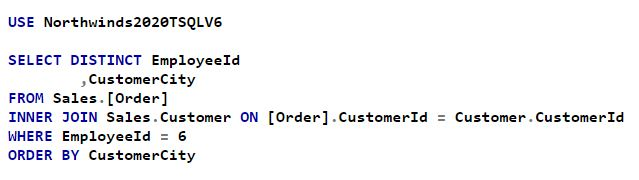 USE Northwinds2020TSQLV6
SELECT DISTINCT EmployeeId
,CustomerCity
FROM Sales.[Order]
INNER JOIN Sales.Customer ON [Order].CustomerId = Customer.CustomerId
WHERE EmployeeId = 6
ORDER BY CustomerCity